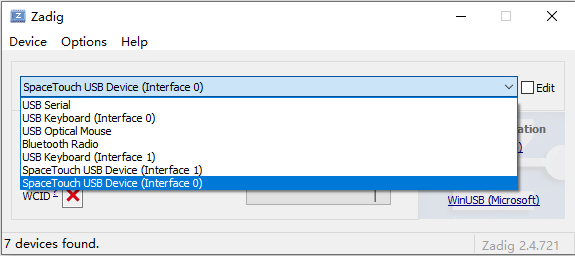 Zadig
Device Options Help
SpaceTouch USB Device (Interface 0)
Edit
USB Serial
USB Keyboard (Interface 0)
USB Optical Mouse
Bluetooth Radio
USB Keyboard (Interface 1)
SpaceTouch USB Device (Interface 1)
SpaceTouch USB Device (Interface 0)
WCID ?
WinUSB (Microsoft)
7 devices found.
Zadig 2.4.721